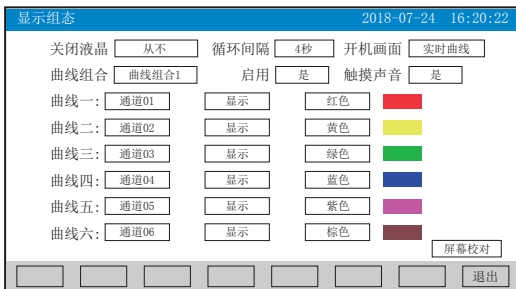 显示组态 2018-07-24 16:20:22
关闭液晶 从不 循环间隔 4秒 开机画面 实时曲线
曲线组合 曲线组合1 启用 是 触摸声音 是
曲线一: 通道01 显示 红色
曲线二: 通道02 显示 黄色
曲线三: 通道03 显示 绿色
曲线四: 通道04 显示 蓝色
曲线五: 通道05 显示 紫色
曲线六: 通道06 显示 棕色
屏幕校对
退出